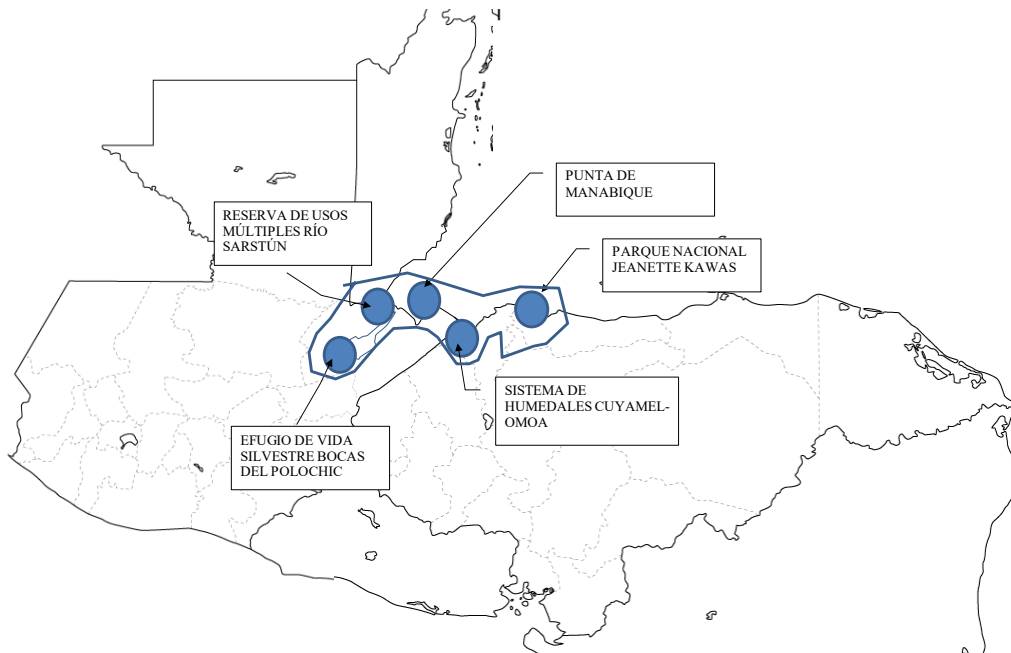 PUNTA DE
MANABIQUE
RESERVA DE USOS
MÚLTIPLES RÍO
SARSTÚN
PARQUE NACIONAL
JEANETTE KAWAS
SISTEMA DE
HUMEDALES CUYAMEL-
OMOA
EFUGIO DE VIDA
SILVESTRE BOCAS
DEL POLOCHIC